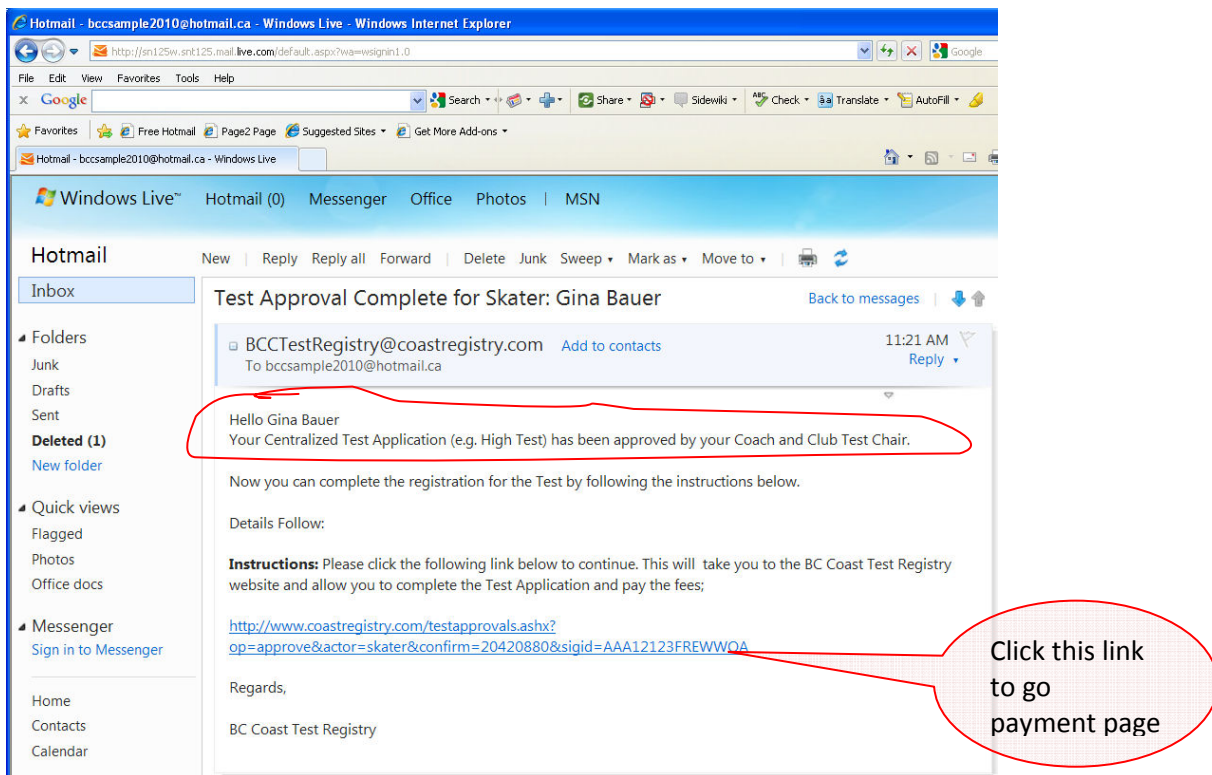 Hotmail - bccsample2010@hotmail.ca - Windows Live - Windows Internet Explorer
http://sn125w.snt125.mail.live.com/default.aspx?wa=wsignin1.0
Google
File Edit View Favorites Tools Help
x Google Search Share Sidewiki Check Translate AutoFill
Favorites Free Hotmail Page2 Page Suggested Sites Get More Add-ons
Hotmail - bccsample2010@hotmail.ca - Windows Live
Windows Live™ Hotmail (0) Messenger Office Photos | MSN
Hotmail
New | Reply Reply all Forward | Delete Junk Sweep Mark as Move to |
Inbox
Folders
Junk
Drafts
Sent
Deleted (1)
New folder
Quick views
Flagged
Photos
Office docs
Messenger
Sign in to Messenger
Home
Contacts
Calendar
Test Approval Complete for Skater: Gina Bauer
Back to messages |
BCCTestRegistry@coastregistry.com Add to contacts
To bccsample2010@hotmail.ca
11:21 AM
Reply
Hello Gina Bauer
Your Centralized Test Application (e.g. High Test) has been approved by your Coach and Club Test Chair.
Now you can complete the registration for the Test by following the instructions below.
Details Follow:
Instructions: Please click the following link below to continue. This will take you to the BC Coast Test Registry
website and allow you to complete the Test Application and pay the fees;
http://www.coastregistry.com/testapprovals.ashx?
op=approve&actor=skater&confirm=20420880&sigid=AAA12123FREWWQA
Regards,
BC Coast Test Registry
Click this link
to go
payment page